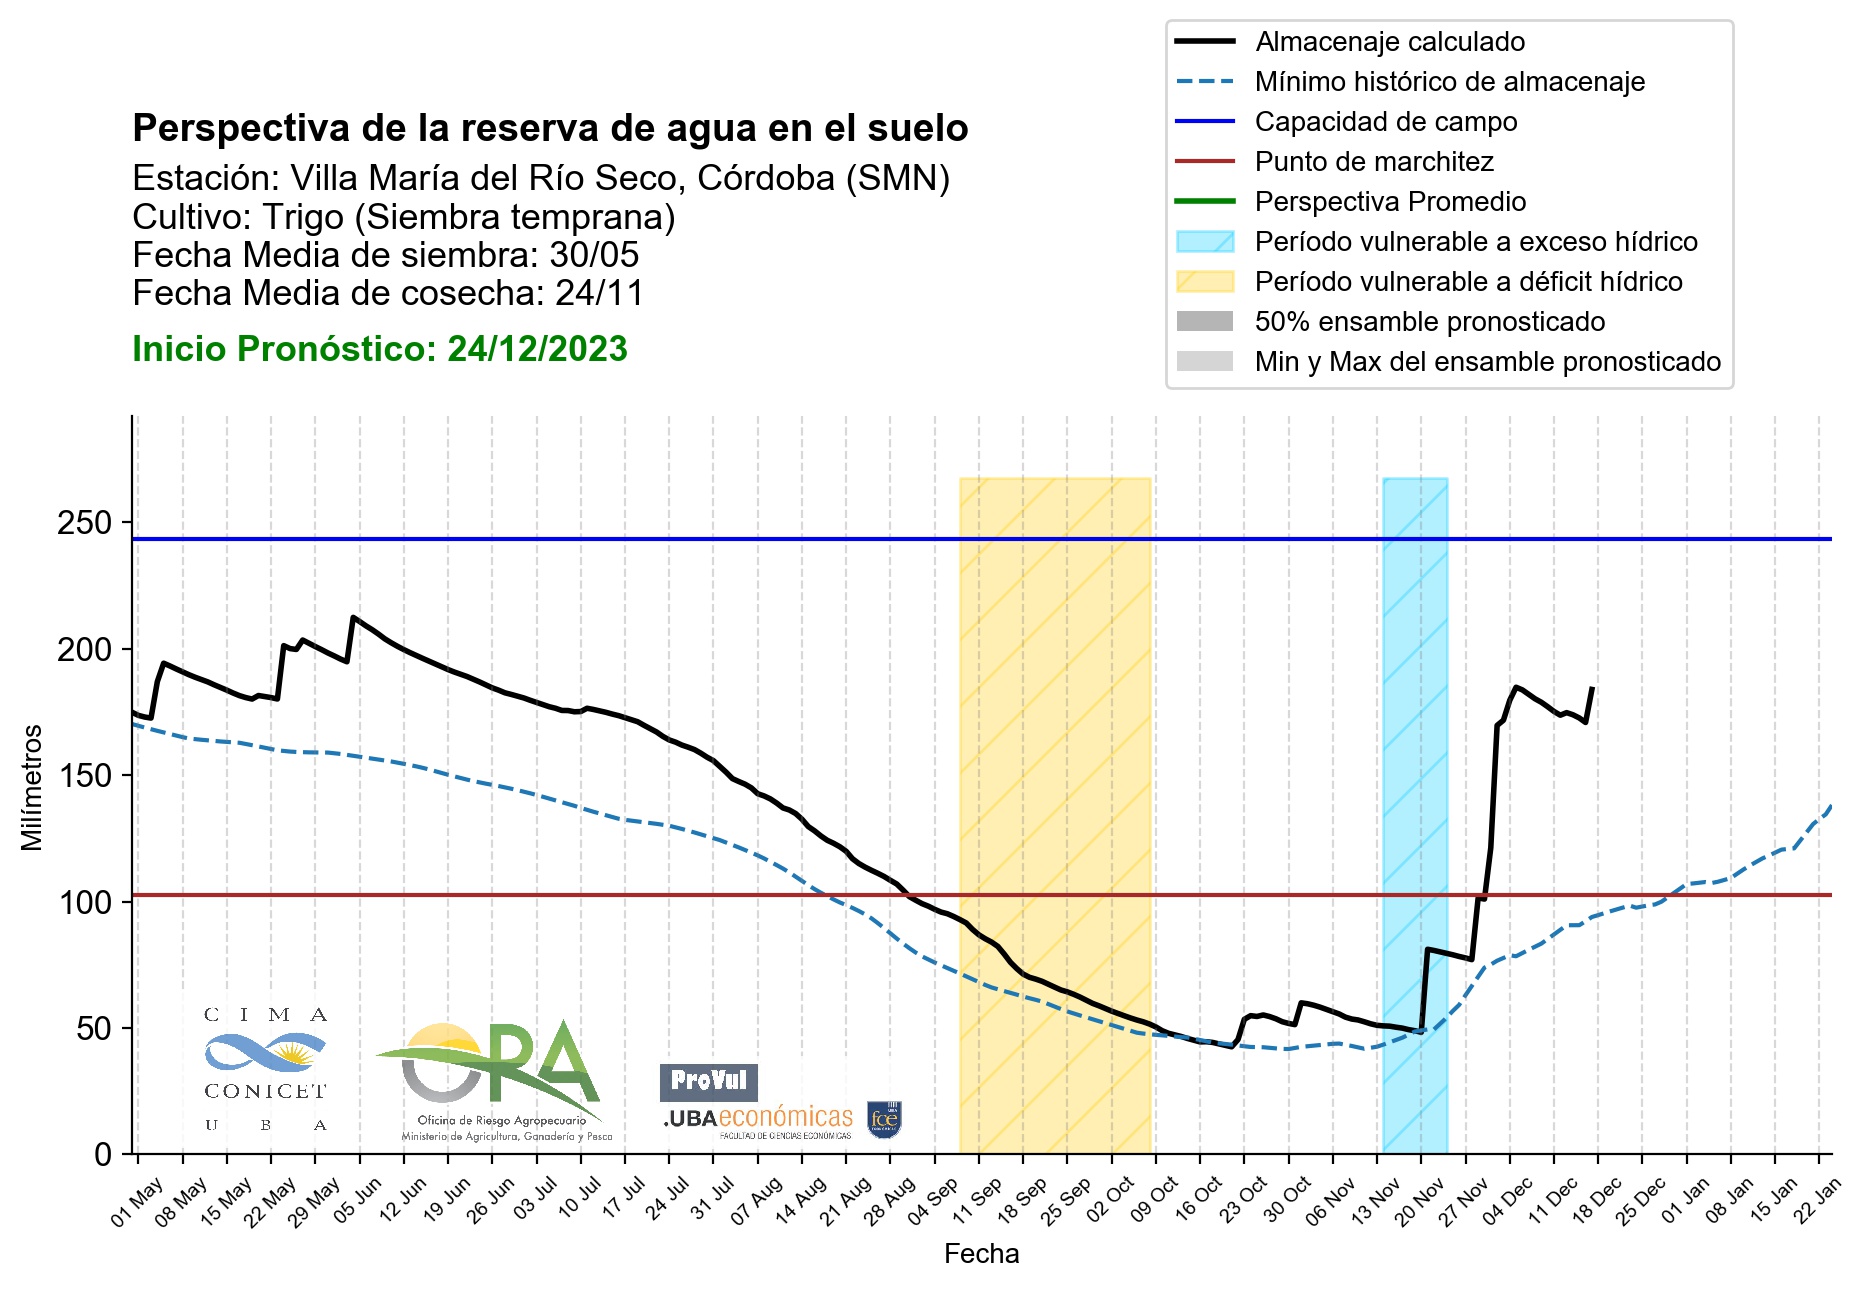 Almacenaje calculado
Mínimo histórico de almacenaje
Capacidad de campo
Punto de marchitez
Perspectiva Promedio
Período vulnerable a exceso hídrico
Período vulnerable a déficit hídrico
50% ensamble pronosticado
Min y Max del ensamble pronosticado
Perspectiva de la reserva de agua en el suelo
Estación: Villa María del Río Seco, Córdoba (SMN)
Cultivo: Trigo (Siembra temprana)
Fecha Media de siembra: 30/05
Fecha Media de cosecha: 24/11
Inicio Pronóstico: 24/12/2023
Milímetros
250
200
150
100
50
0
CIMA
CONICET
UBA
ORA
Oficina de Riesgo Agropecuario
Ministerio de Agricultura, Ganadería y Pesca
ProVul
.UBAeconómicas
FACULTAD DE CIENCIAS ECONÓMICAS
fce
01 May
08 May
15 May
22 May
29 May
05 Jun
12 Jun
19 Jun
26 Jun
03 Jul
10 Jul
17 Jul
24 Jul
31 Jul
07 Aug
14 Aug
21 Aug
28 Aug
04 Sep
11 Sep
18 Sep
25 Sep
02 Oct
09 Oct
16 Oct
23 Oct
30 Oct
06 Nov
13 Nov
20 Nov
27 Nov
04 Dec
11 Dec
18 Dec
25 Dec
01 Jan
08 Jan
15 Jan
22 Jan
Fecha